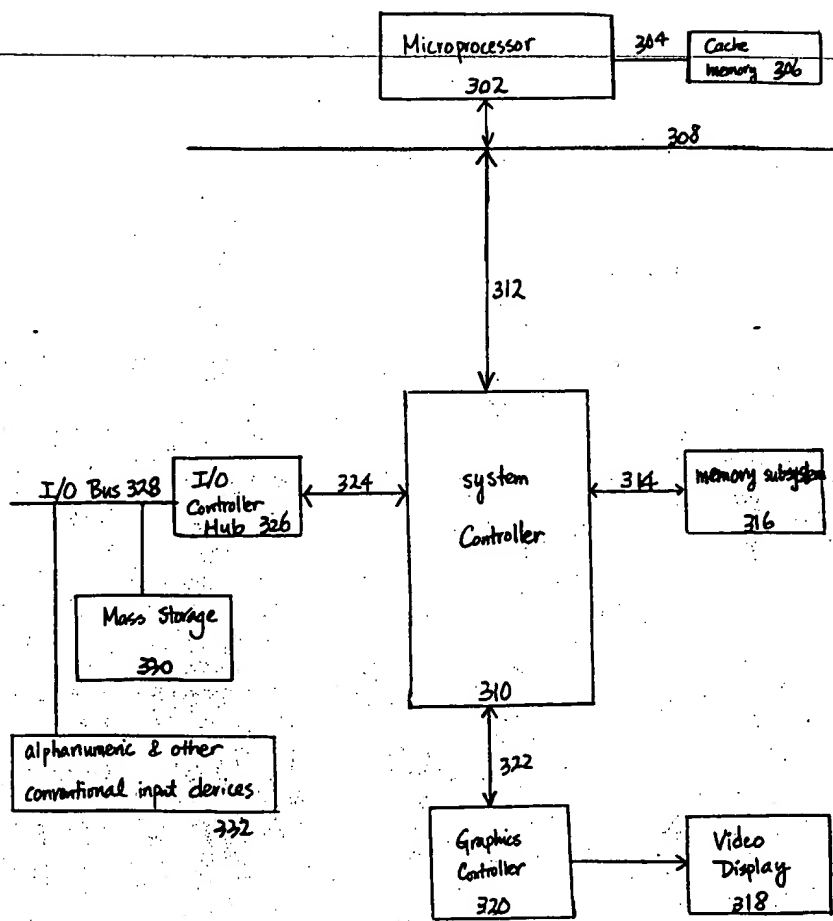 Microprocessor
302
304
Cache
memory 306
308
312
I/O Bus 328
I/O
Controller
Hub 326
324
system
Controller
310
314
memory subsystem
316
Mass Storage
330
alphanumeric & other
conventional input devices
332
322
Graphics
Controller
320
Video
Display
318